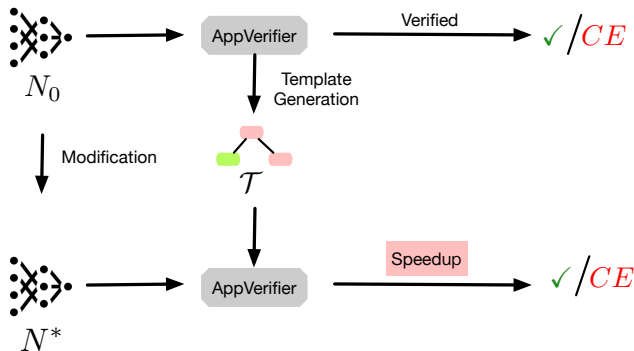 AppVerifier
Verified
✓/CE
N₀
Template
Generation
Modification
𝒯
AppVerifier
Speedup
✓/CE
N*